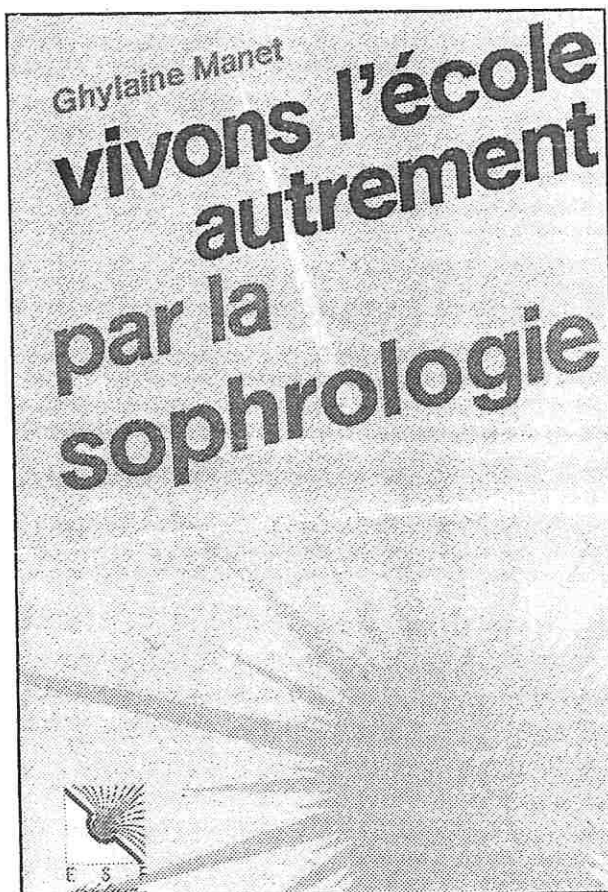 Ghylaine Manet
vivons l'école
autrement
par la
sophrologie
E S F